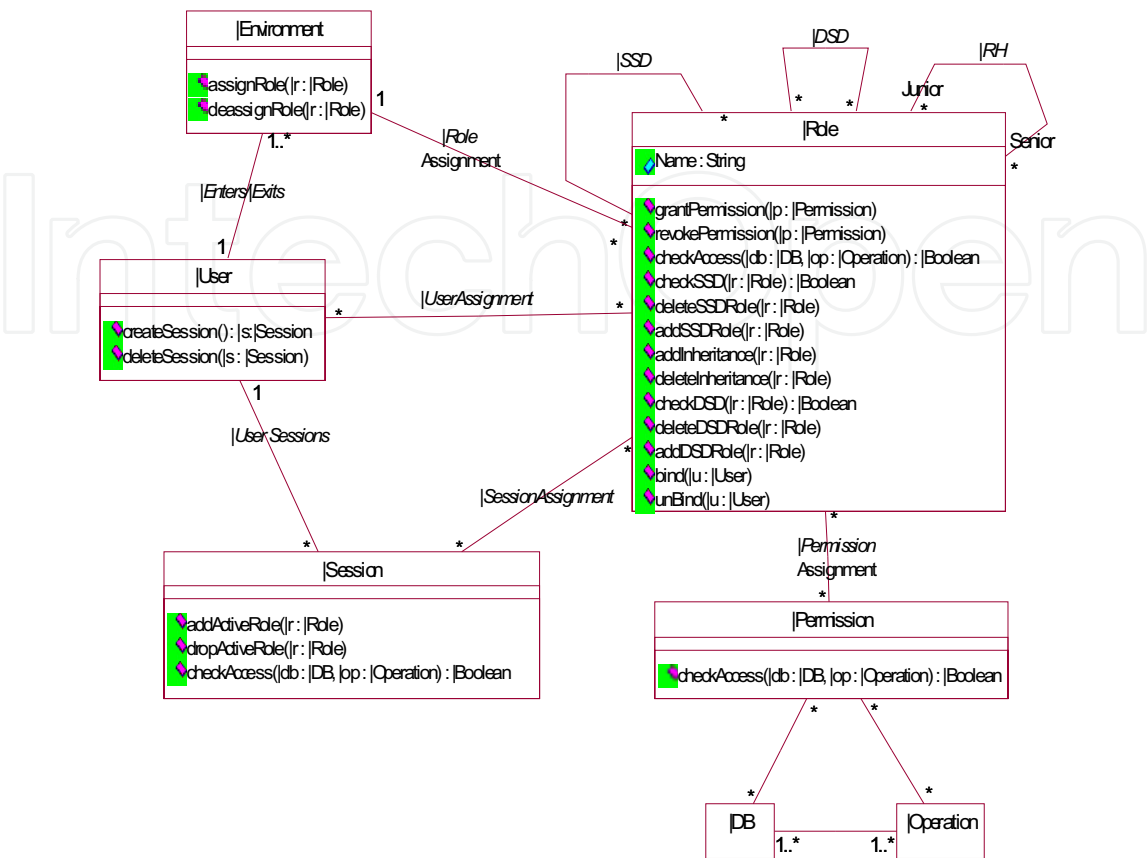 |Environment
assignRole(|r : |Role)
deassignRole(|r : |Role)
1
1..*
|Role
Assignment
|Enters/|Exits
1
|User
createSession() : |s:|Session
deleteSession(|s : |Session)
*
|UserAssignment
*
1
|User Sessions
*
|SessionAssignment
*
*
|Session
addActiveRole(|r : |Role)
dropActiveRole(|r : |Role)
checkAccess(|db : |DB, |op : |Operation) : |Boolean
|SSD
*
|DSD
*
*
|RH
Junior
*
Senior
*
|Role
Name : String
grantPermission(|p : |Permission)
revokePermission(|p : |Permission)
checkAccess(|db : |DB, |op : |Operation) : |Boolean
checkSSD(|r : |Role) : |Boolean
deleteSSDRole(|r : |Role)
addSSDRole(|r : |Role)
addInheritance(|r : |Role)
deleteInheritance(|r : |Role)
checkDSD(|r : |Role) : |Boolean
deleteDSDRole(|r : |Role)
addDSDRole(|r : |Role)
bind(|u : |User)
unBind(|u : |User)
*
*
*
|Permission
Assignment
*
|Permission
checkAccess(|db : |DB, |op : |Operation) : |Boolean
*
*
*
*
|DB
1..*
1..*
|Operation
IntechOpen